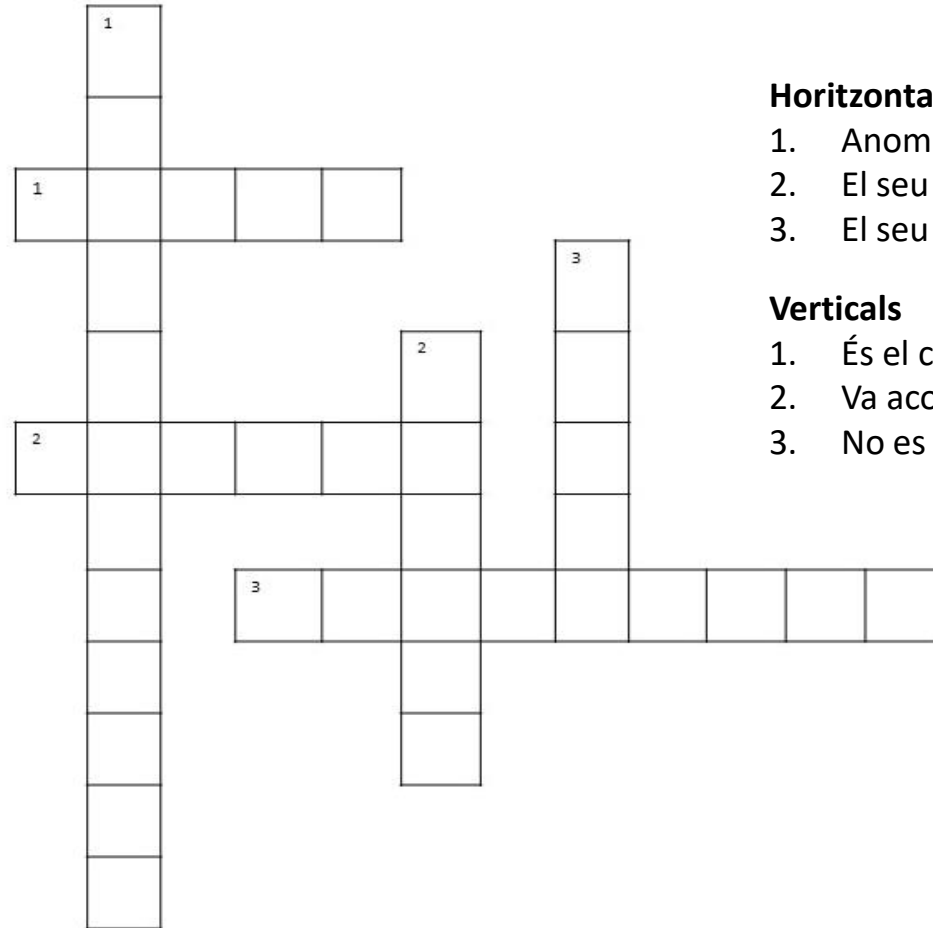 1
1
3
2
2
3
Horitzonta
1. Anom
2. El seu
3. El seu
Verticals
1. És el c
2. Va aco
3. No es